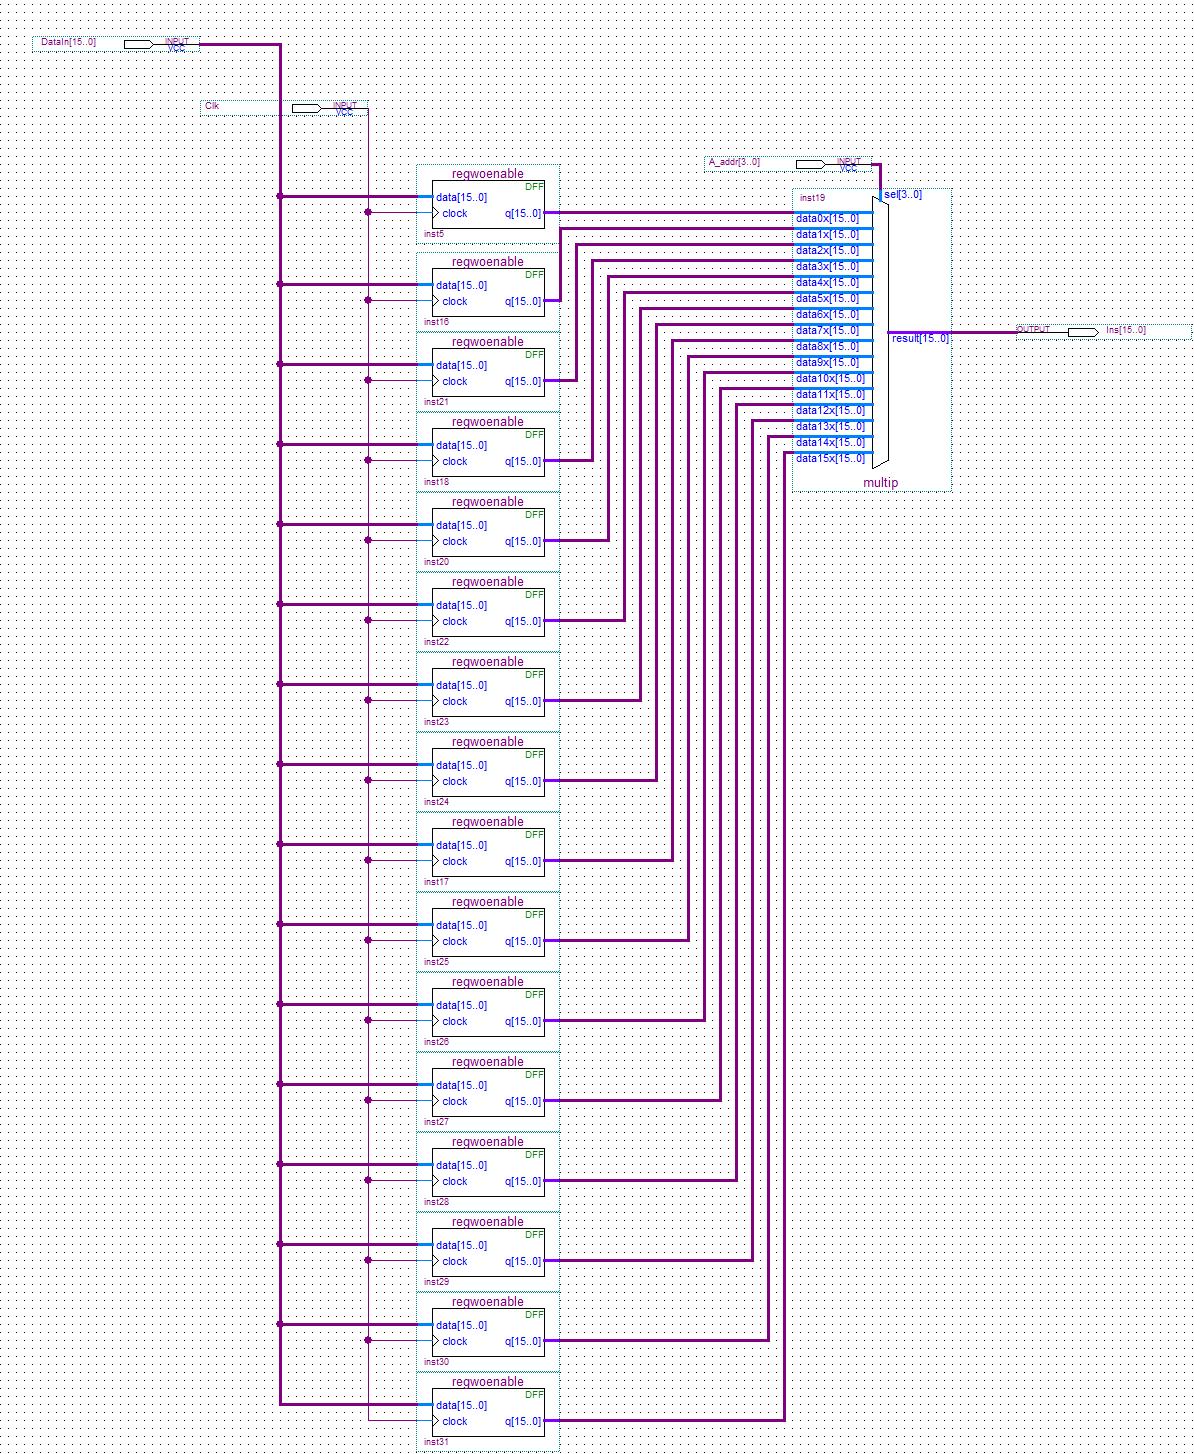 DataIn[15..0]
INPUT
VCC
Clk
INPUT
VCC
A_addr[3..0]
INPUT
VCC
regwoenable
DFF
data[15..0]
clock
q[15..0]
inst5
regwoenable
DFF
data[15..0]
clock
q[15..0]
inst16
regwoenable
DFF
data[15..0]
clock
q[15..0]
inst21
regwoenable
DFF
data[15..0]
clock
q[15..0]
inst18
regwoenable
DFF
data[15..0]
clock
q[15..0]
inst20
regwoenable
DFF
data[15..0]
clock
q[15..0]
inst22
regwoenable
DFF
data[15..0]
clock
q[15..0]
inst23
regwoenable
DFF
data[15..0]
clock
q[15..0]
inst24
regwoenable
DFF
data[15..0]
clock
q[15..0]
inst17
regwoenable
DFF
data[15..0]
clock
q[15..0]
inst25
regwoenable
DFF
data[15..0]
clock
q[15..0]
inst26
regwoenable
DFF
data[15..0]
clock
q[15..0]
inst27
regwoenable
DFF
data[15..0]
clock
q[15..0]
inst28
regwoenable
DFF
data[15..0]
clock
q[15..0]
inst29
regwoenable
DFF
data[15..0]
clock
q[15..0]
inst30
regwoenable
DFF
data[15..0]
clock
q[15..0]
inst31
inst19
sel[3..0]
data0x[15..0]
data1x[15..0]
data2x[15..0]
data3x[15..0]
data4x[15..0]
data5x[15..0]
data6x[15..0]
data7x[15..0]
data8x[15..0]
data9x[15..0]
data10x[15..0]
data11x[15..0]
data12x[15..0]
data13x[15..0]
data14x[15..0]
data15x[15..0]
result[15..0]
multip
OUTPUT
Ins[15..0]